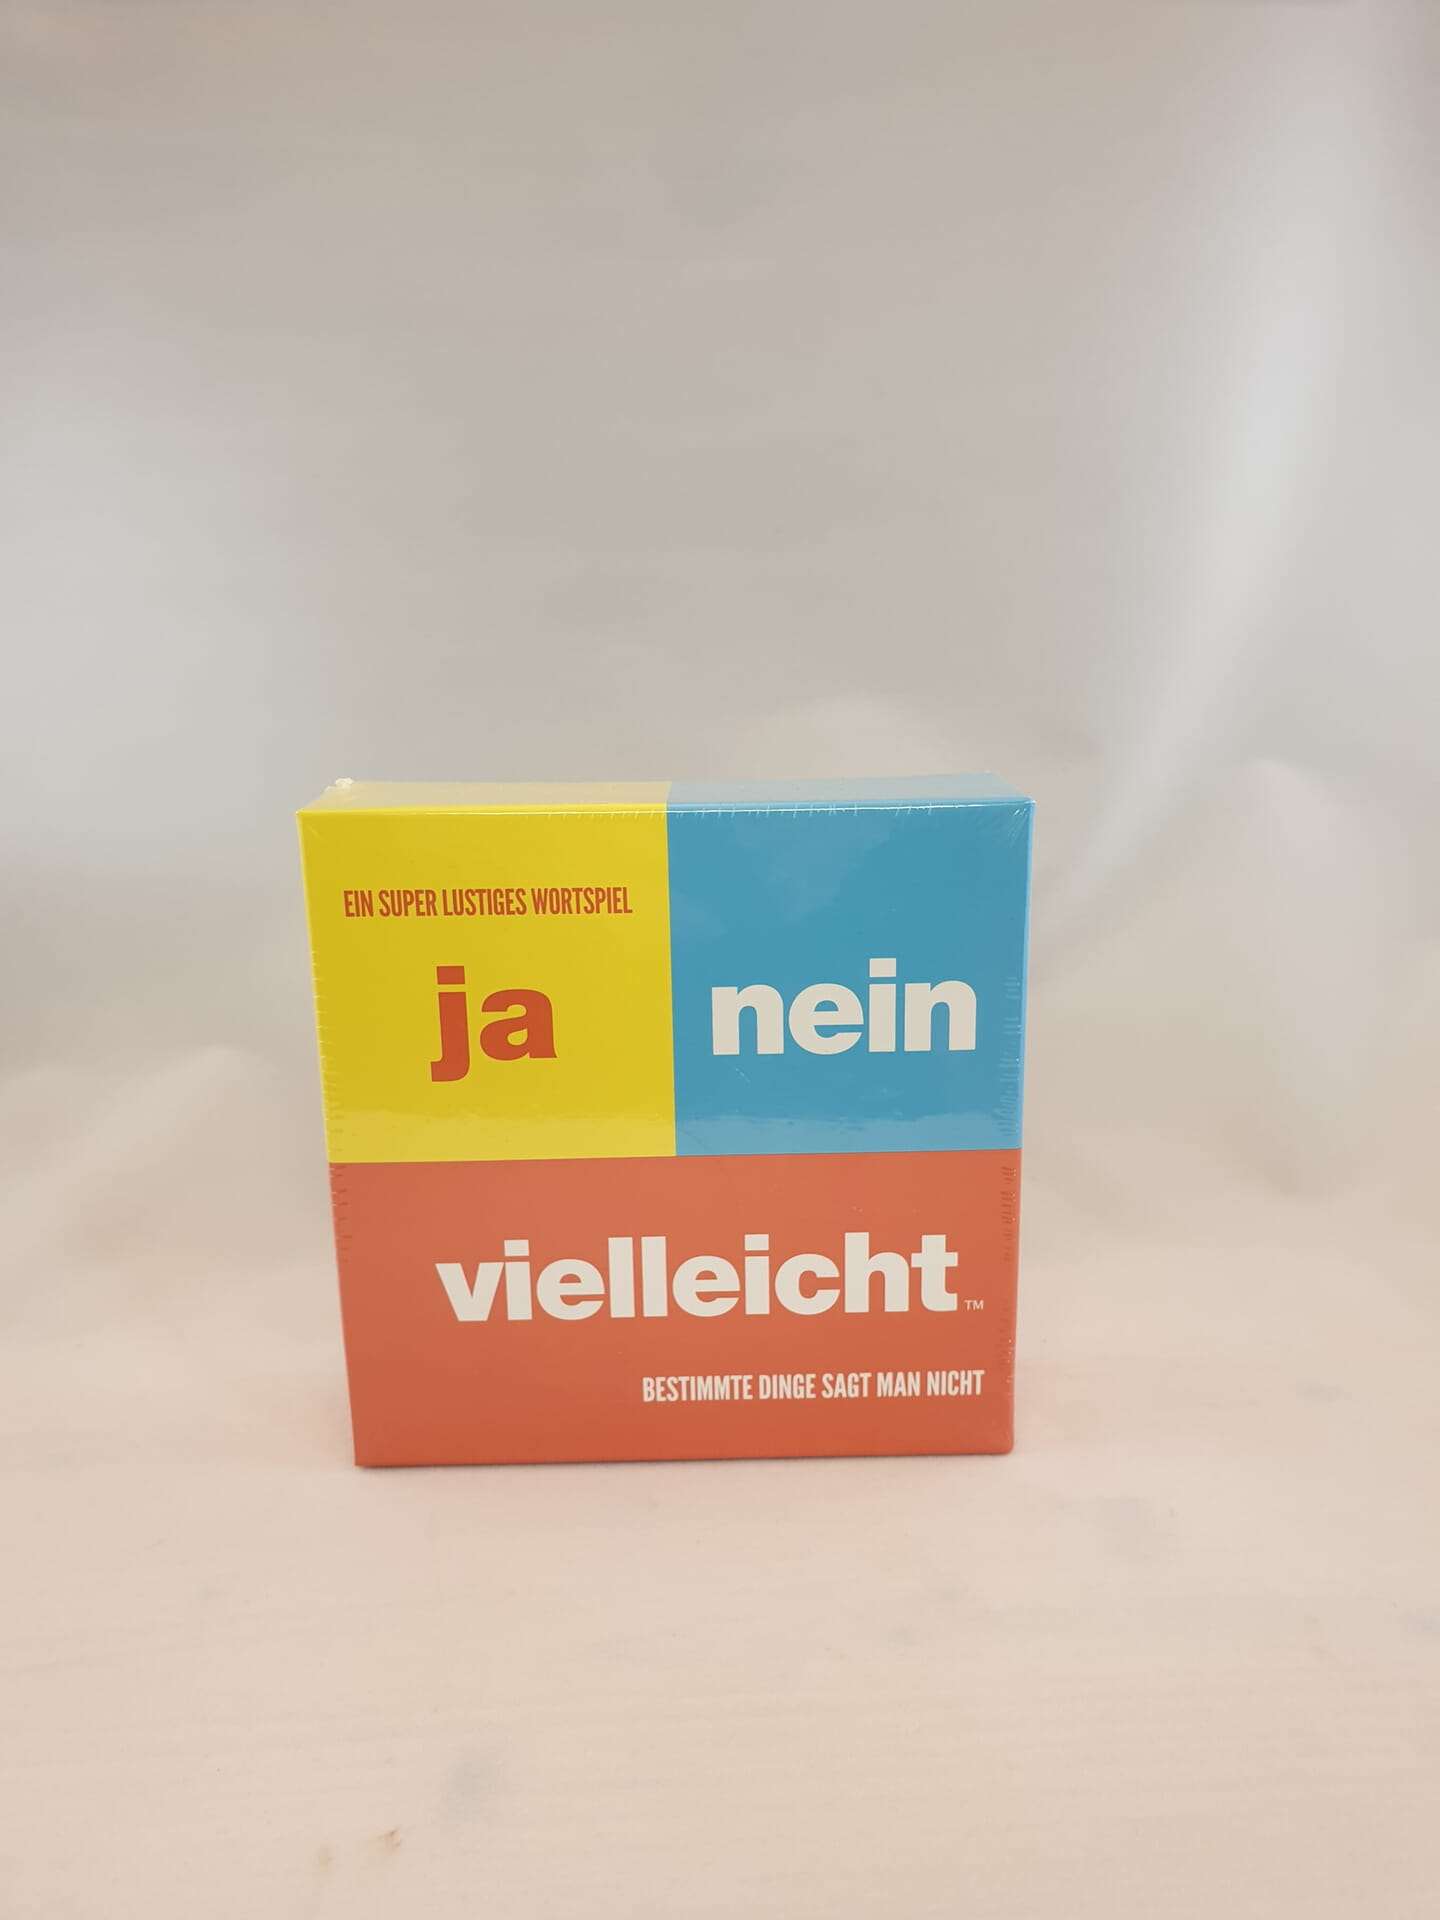 EIN SUPER LUSTIGES WORTSPIEL
ja
nein
vielleicht™
BESTIMMTE DINGE SAGT MAN NICHT